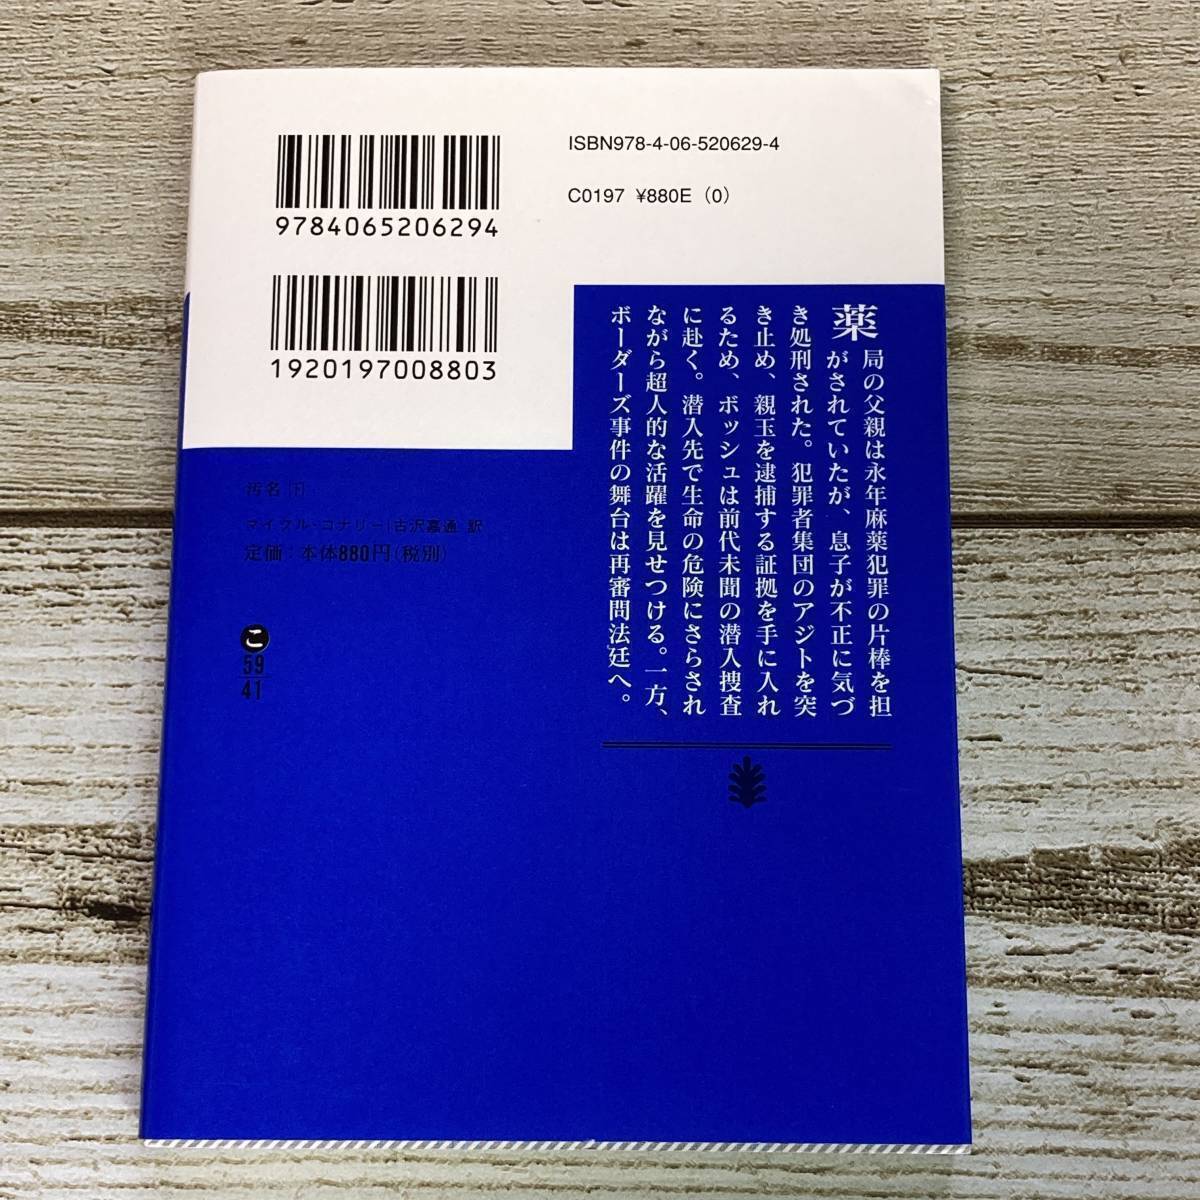 ISBN978-4-06-520629-4
C0197 ¥880E (0)
9784065206294
1920197008803
薬局の父親は永年麻薬犯罪の片棒を担
がされていたが、息子が不正に気づ
き処刑された。犯罪者集団のアジトを突
き止め、親玉を逮捕する証拠を手に入れ
るため、ボッシュは前代未聞の潜入捜査
に赴く。潜入先で生命の危険にさらされ
ながら超人的な活躍を見せつける。一方、
ボーダーズ事件の舞台は再審問法廷へ。
汚名(下)
マイクル・コナリー|古沢嘉通 訳
定価:本体880円(税別)
こ
59
41